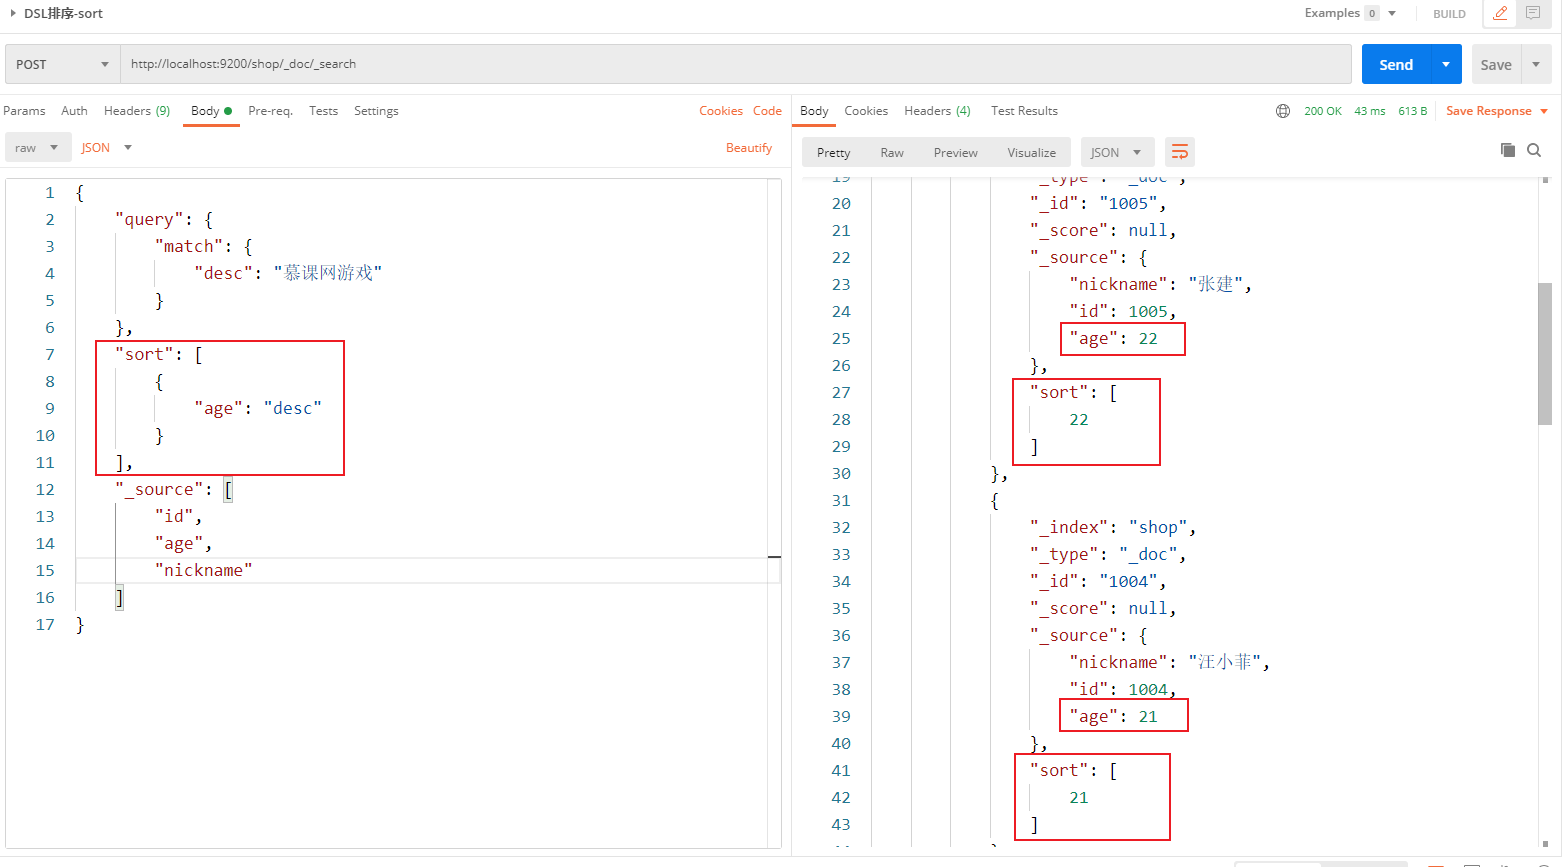 DSL排序-sort
Examples 0
BUILD
POST
http://localhost:9200/shop/_doc/_search
Send
Save
Params Auth Headers (9) Body Pre-req. Tests Settings
Cookies Code
raw JSON
Beautify
1 {
2 "query": {
3 "match": {
4 "desc": "慕课网游戏"
5 }
6 },
7 "sort": [
8 {
9 "age": "desc"
10 }
11 ],
12 "_source": [
13 "id",
14 "age",
15 "nickname"
16 ]
17 }
Body Cookies Headers (4) Test Results
200 OK 43 ms 613 B Save Response
Pretty Raw Preview Visualize JSON
19 "_type": "_doc",
20 "_id": "1005",
21 "_score": null,
22 "_source": {
23 "nickname": "张建",
24 "id": 1005,
25 "age": 22
26 },
27 "sort": [
28 22
29 ]
30 },
31 {
32 "_index": "shop",
33 "_type": "_doc",
34 "_id": "1004",
35 "_score": null,
36 "_source": {
37 "nickname": "汪小菲",
38 "id": 1004,
39 "age": 21
40 },
41 "sort": [
42 21
43 ]